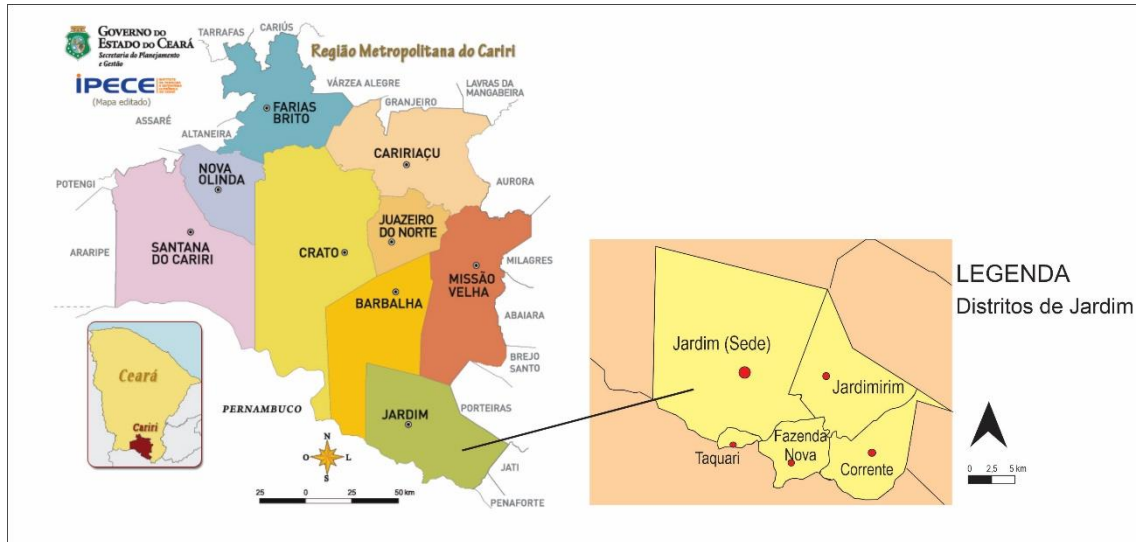 GOVERNO DO
ESTADO DO CEARÁ
Secretaria do Planejamento
e Gestão
IPECE
(Mapa editado)
Região Metropolitana do Cariri
TARRAFAS
CARIÚS
VÁRZEA ALEGRE
GRANJEIRO
LAVRAS DA
MANGABEIRA
ASSARÉ
ALTANEIRA
FARIAS
BRITO
CARIRIAÇU
NOVA
OLINDA
POTENGI
AURORA
JUAZEIRO
DO NORTE
SANTANA
DO CARIRI
ARARIPE
CRATO
MISSÃO
VELHA
MILAGRES
BARBALHA
ABAIARA
BREJO
SANTO
Ceará
Cariri
PERNAMBUCO
JARDIM
PORTEIRAS
JATI
PENAFORTE
N
O
L
S
25 0 25 50 km
LEGENDA
Distritos de Jardim
Jardim (Sede)
Jardimirim
Taquari
Fazenda
Nova
Corrente
0 2,5 5 km